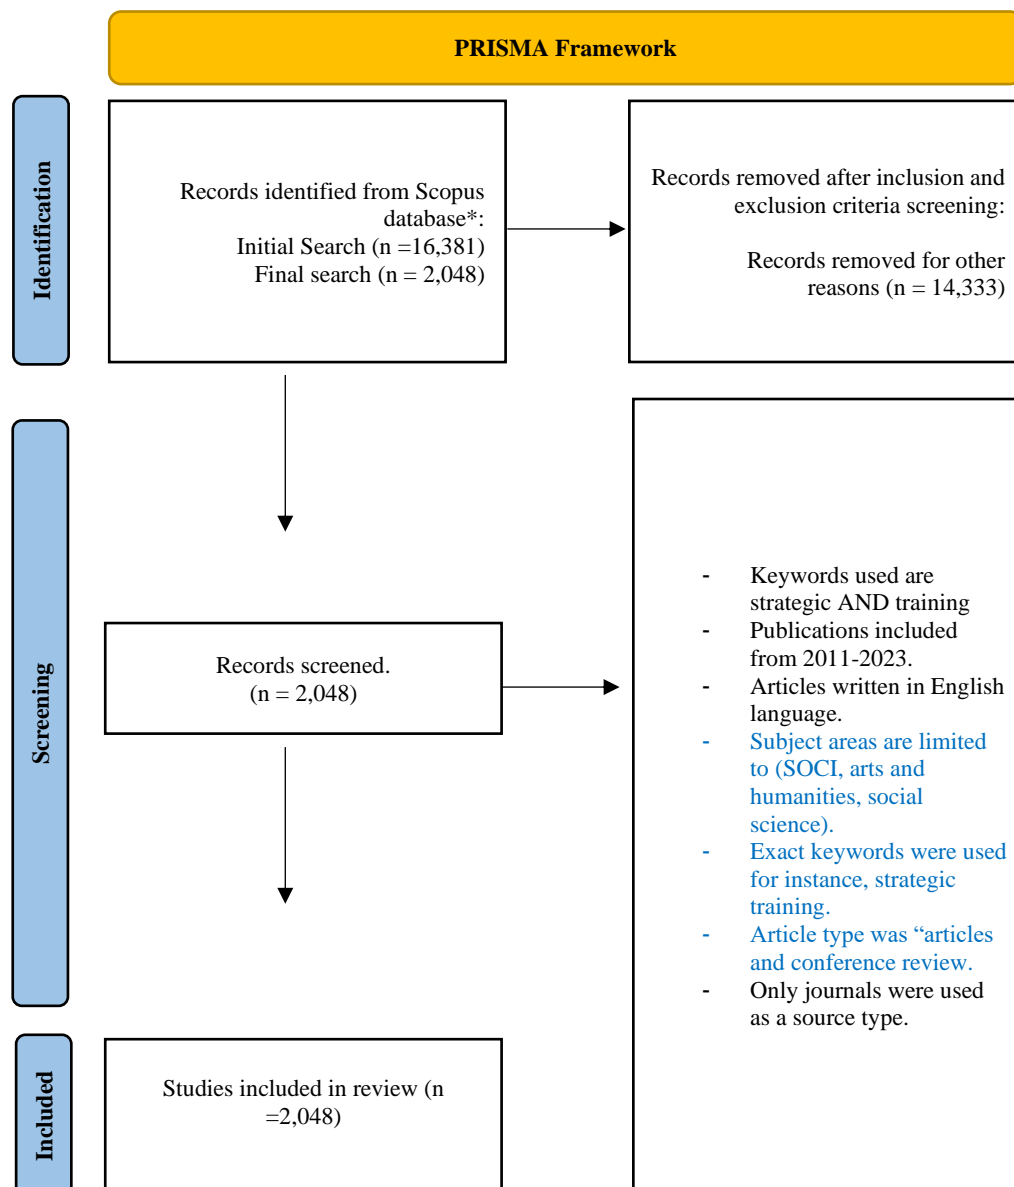 PRISMA Framework
Identification
Records identified from Scopus
database*:
Initial Search (n =16,381)
Final search (n = 2,048)
Records removed after inclusion and
exclusion criteria screening:
Records removed for other
reasons (n = 14,333)
Screening
Records screened.
(n = 2,048)
- Keywords used are
strategic AND training
- Publications included
from 2011-2023.
- Articles written in English
language.
- Subject areas are limited
to (SOCI, arts and
humanities, social
science).
- Exact keywords were used
for instance, strategic
training.
- Article type was “articles
and conference review.
- Only journals were used
as a source type.
Included
Studies included in review (n
=2,048)